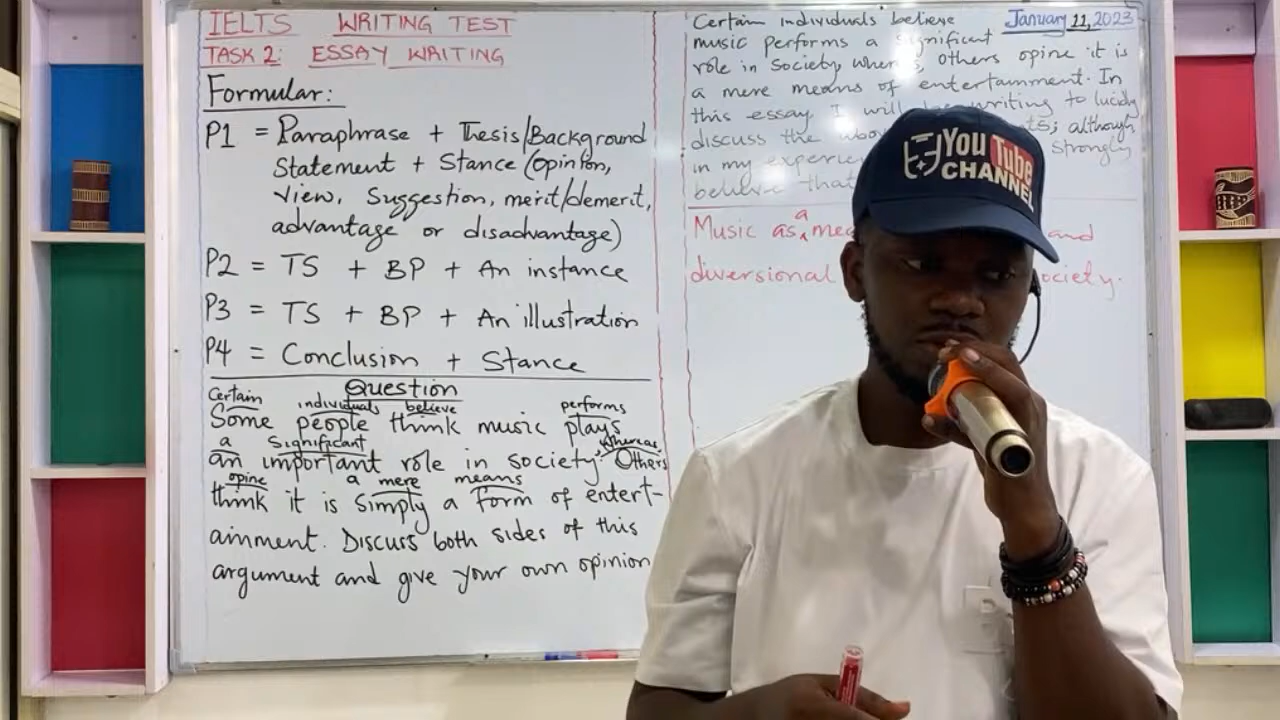 IELTS WRITING TEST
TASK 2: ESSAY WRITING
Formular:
P1 = Paraphrase + Thesis/Background
Statement + Stance (opinion,
view, suggestion, merit/demerit,
advantage or disadvantage)
P2 = TS + BP + An instance
P3 = TS + BP + An illustration
P4 = Conclusion + Stance
Question
Certain individuals believe performs
Some people think music plays
a significant whereas
an important role in society. Others
opine a mere means
think it is simply a form of entert-
ainment. Discuss both sides of this
argument and give your own opinion
January 11, 2023
Certain individuals believe
music performs a significant
role in society others opine it is
a mere means of entertainment. In
this essay I will be writing to lucidly
discuss the although,
in my strongly
believe that
a
Music as and
diversional society.
YouTube
CHANNEL